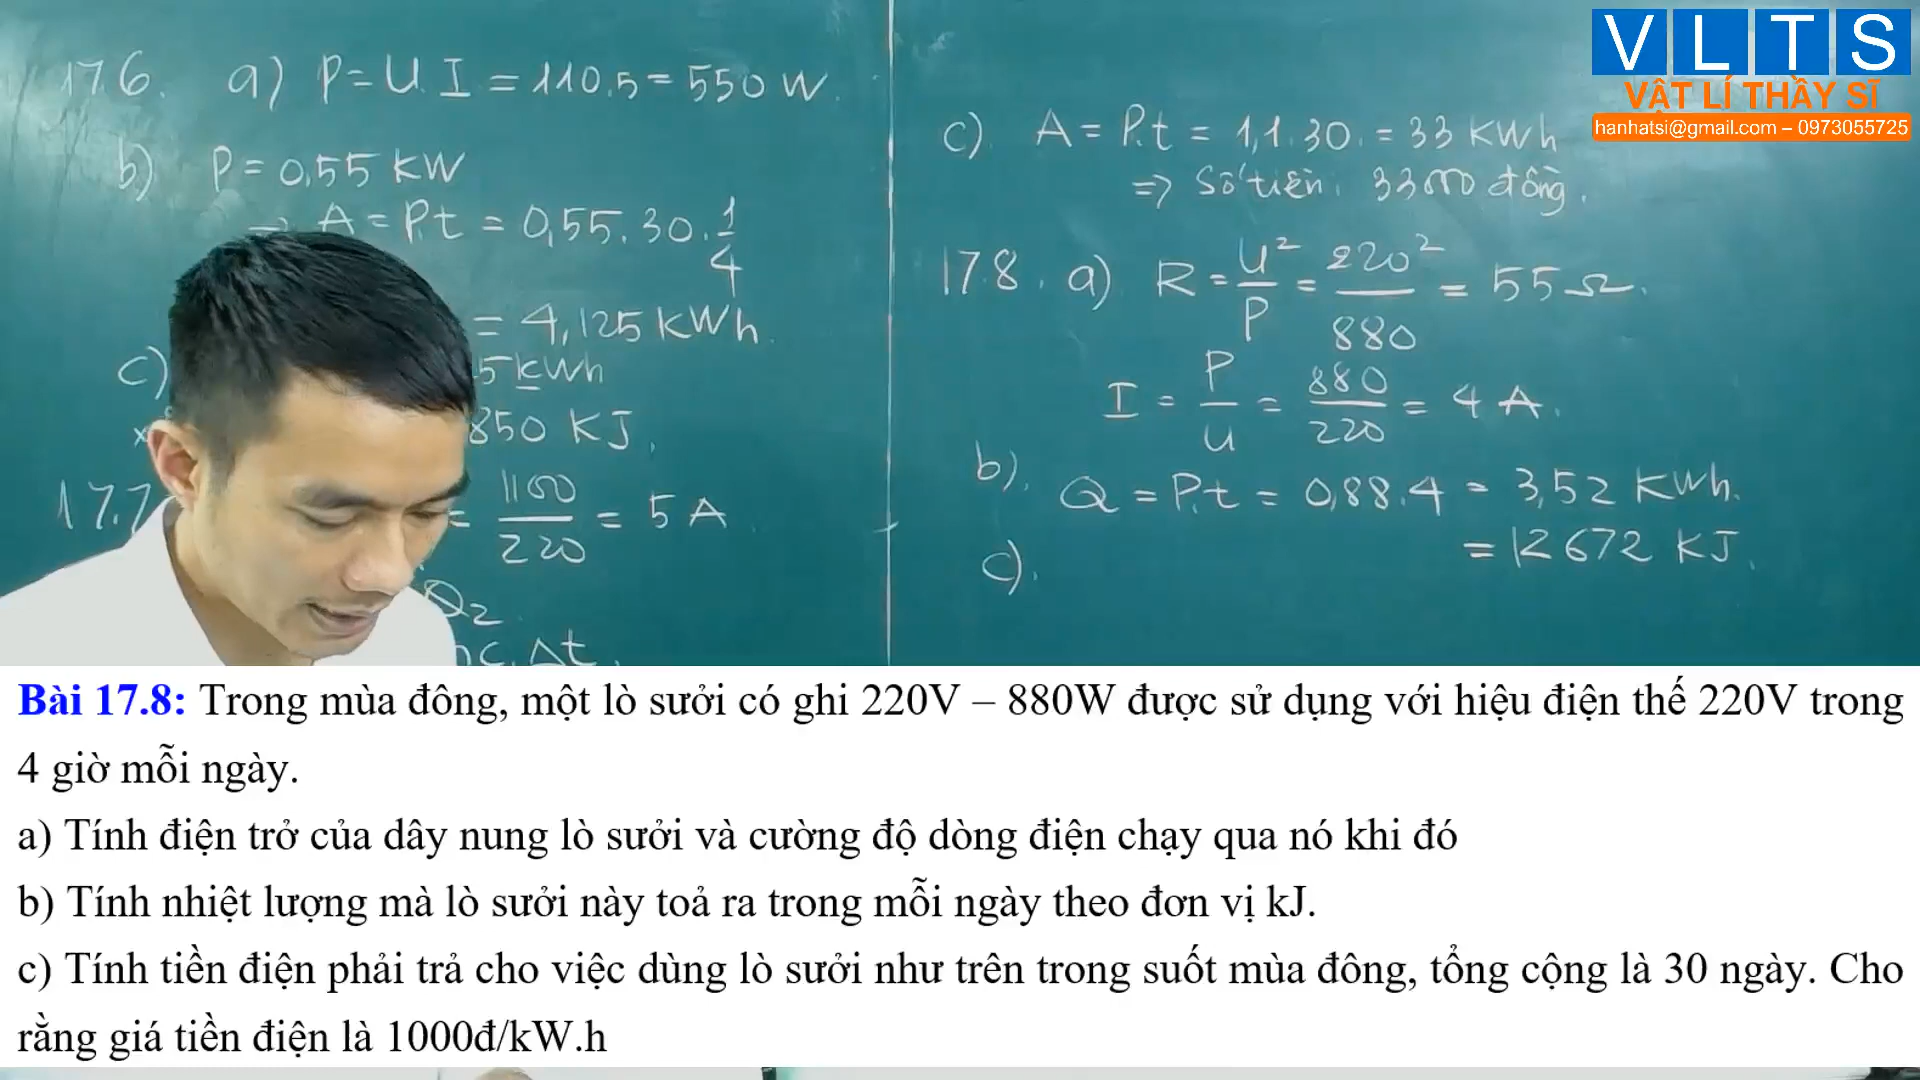 17.6. a) P = U.I = 110.5 = 550 W.
b) P = 0,55 KW
=> A = P.t = 0,55.30.1/4
= 4,125 KWh.
c) 5 kWh
850 KJ.
17.7 = 1100/220 = 5 A.
Q2
c.Δt.
c). A = P.t = 1,1.30. = 33 KWh
=> Số tiền: 33000 đồng.
17.8. a) R = U²/P = 220²/880 = 55 Ω.
I = P/U = 880/220 = 4 A.
b). Q = P.t = 0,88.4 = 3,52 KWh.
= 12672 KJ.
c).
VLTS
VẬT LÍ THẦY SĨ
hanhatsi@gmail.com – 0973055725
Bài 17.8: Trong mùa đông, một lò sưởi có ghi 220V – 880W được sử dụng với hiệu điện thế 220V trong
4 giờ mỗi ngày.
a) Tính điện trở của dây nung lò sưởi và cường độ dòng điện chạy qua nó khi đó
b) Tính nhiệt lượng mà lò sưởi này toả ra trong mỗi ngày theo đơn vị kJ.
c) Tính tiền điện phải trả cho việc dùng lò sưởi như trên trong suốt mùa đông, tổng cộng là 30 ngày. Cho
rằng giá tiền điện là 1000đ/kW.h